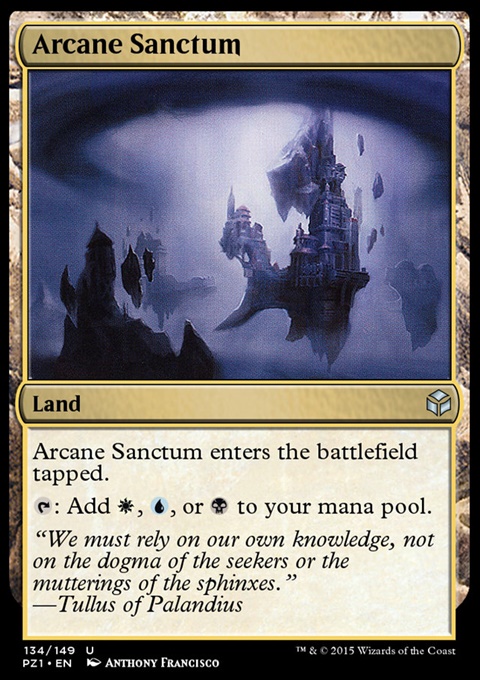 Arcane Sanctum
Land
Arcane Sanctum enters the battlefield
tapped.
: Add , , or to your mana pool.
“We must rely on our own knowledge, not
on the dogma of the seekers or the
mutterings of the sphinxes.”
—Tullus of Palandius
134/149 U
PZ1 • EN Anthony Francisco
™ & © 2015 Wizards of the Coast